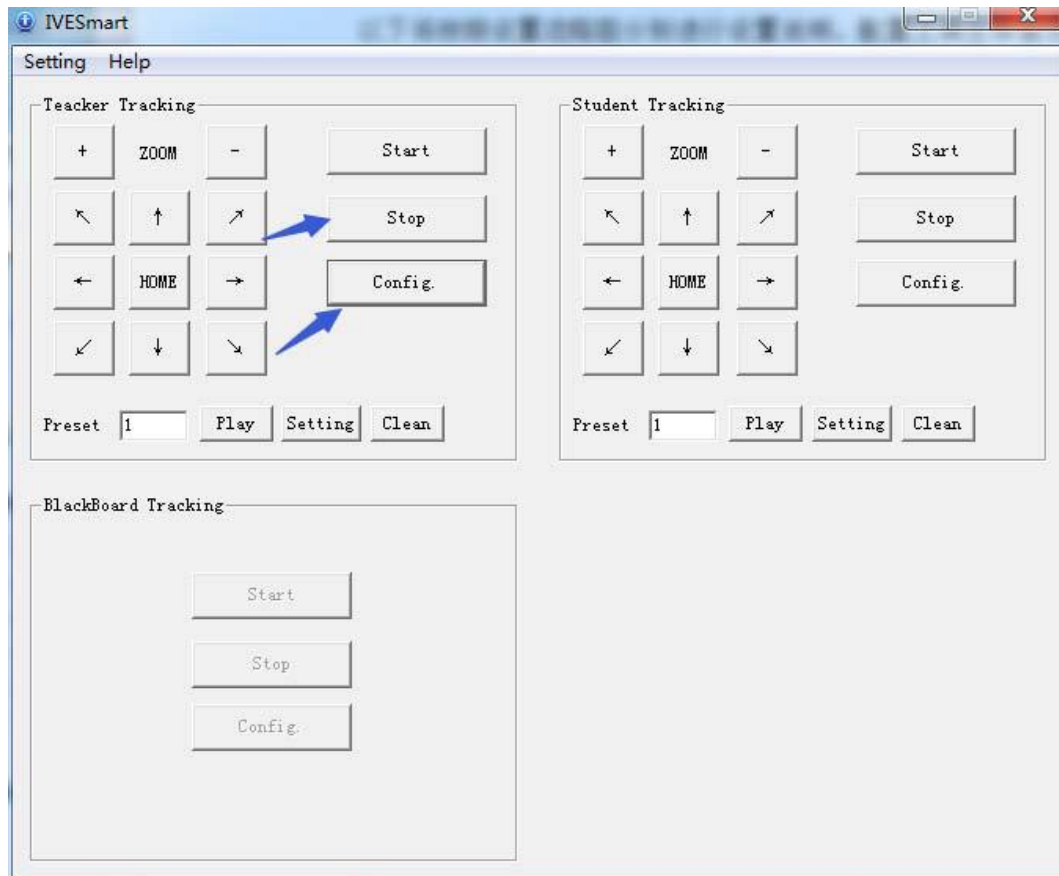 IVESmart
Setting Help
Teacker Tracking
+ ZOOM - Start
↖ ↑ ↗ Stop
← HOME → Config.
↙ ↓ ↘
Preset 1 Play Setting Clean
Student Tracking
+ ZOOM - Start
↖ ↑ ↗ Stop
← HOME → Config.
↙ ↓ ↘
Preset 1 Play Setting Clean
BlackBoard Tracking
Start
Stop
Config.